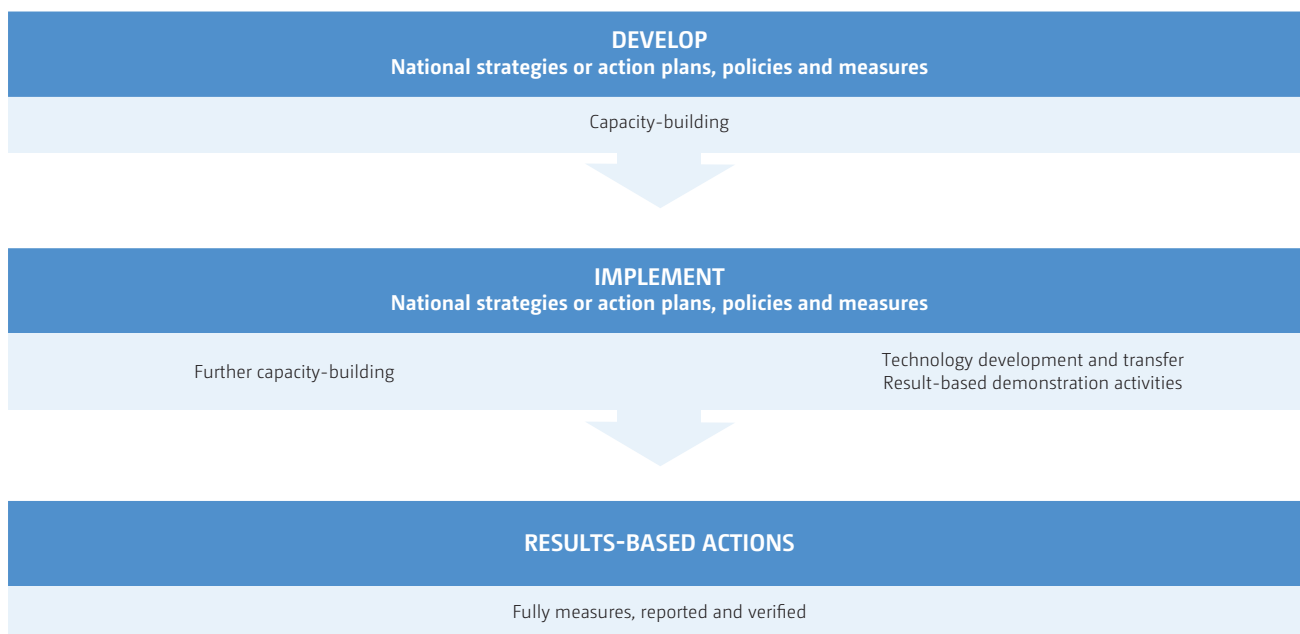 DEVELOP
National strategies or action plans, policies and measures
Capacity-building
IMPLEMENT
National strategies or action plans, policies and measures
Further capacity-building
Technology development and transfer
Result-based demonstration activities
RESULTS-BASED ACTIONS
Fully measures, reported and verified